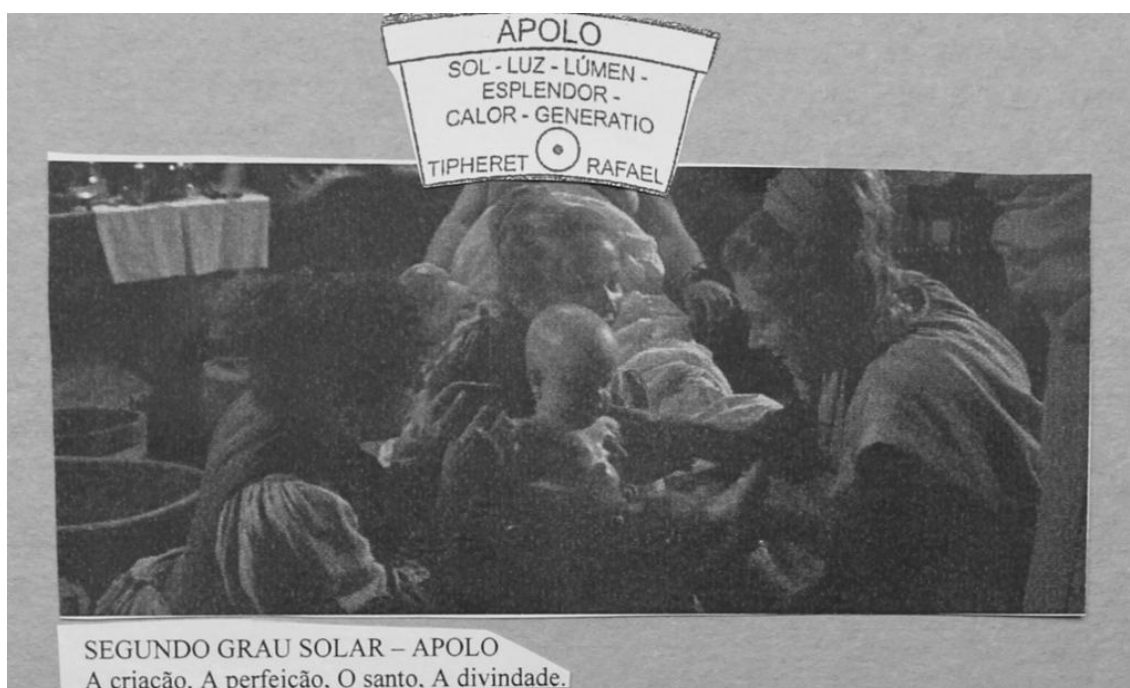 APOLO
SOL - LUZ - LÚMEN -
ESPLENDOR -
CALOR - GENERATIO
TIPHERET RAFAEL
SEGUNDO GRAU SOLAR – APOLO
A criação, A perfeição, O santo, A divindade.